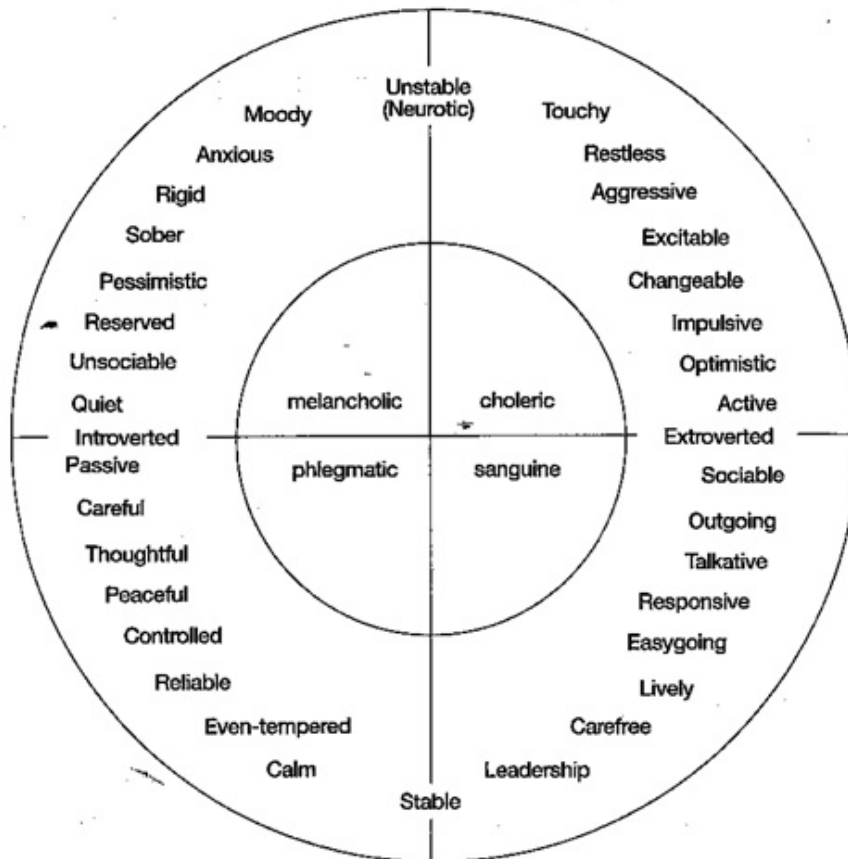 Unstable
(Neurotic)
Moody
Touchy
Anxious
Restless
Rigid
Aggressive
Sober
Excitable
Pessimistic
Changeable
Reserved
Impulsive
Unsociable
Optimistic
Quiet
melancholic
choleric
Active
Introverted
Extroverted
Passive
phlegmatic
sanguine
Sociable
Careful
Outgoing
Thoughtful
Talkative
Peaceful
Responsive
Controlled
Easygoing
Reliable
Lively
Even-tempered
Carefree
Calm
Leadership
Stable